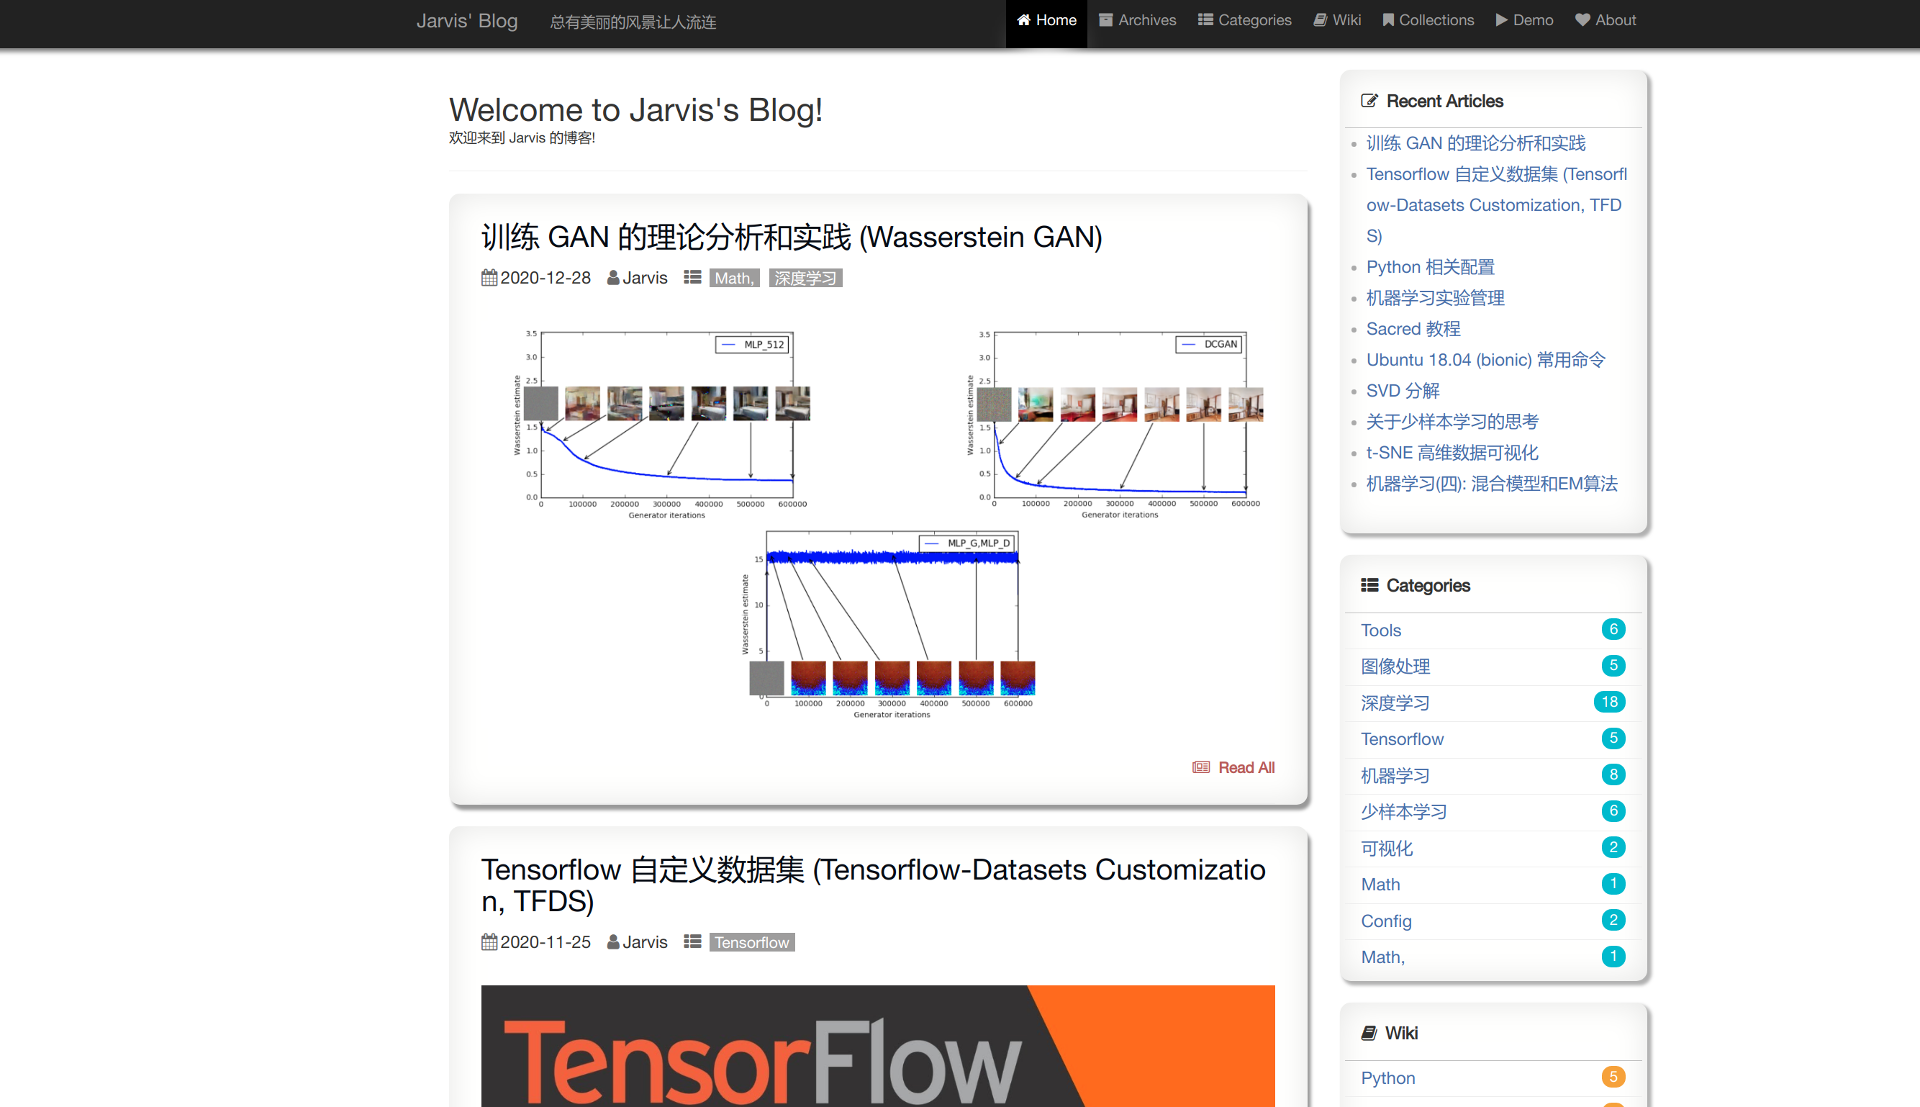 Jarvis' Blog 总有美丽的风景让人流连 Home Archives Categories Wiki Collections Demo About
Welcome to Jarvis's Blog!
欢迎来到 Jarvis 的博客!
训练 GAN 的理论分析和实践 (Wasserstein GAN)
2020-12-28 Jarvis Math, 深度学习
3.5
3.0
2.5
1.5
1.0
0.5
0.0
Wasserstein estimate
MLP_512
0 100000 200000 300000 400000 500000 600000
Generator iterations
3.5
3.0
2.5
1.5
1.0
0.5
0.0
Wasserstein estimate
DCGAN
0 100000 200000 300000 400000 500000 600000
Generator iterations
15
10
5
0
Wasserstein estimate
MLP_G,MLP_D
0 100000 200000 300000 400000 500000 600000
Generator iterations
Read All
Tensorflow 自定义数据集 (Tensorflow-Datasets Customizatio
n, TFDS)
2020-11-25 Jarvis Tensorflow
TensorFlow
Recent Articles
训练 GAN 的理论分析和实践
Tensorflow 自定义数据集 (Tensorfl
ow-Datasets Customization, TFD
S)
Python 相关配置
机器学习实验管理
Sacred 教程
Ubuntu 18.04 (bionic) 常用命令
SVD 分解
关于少样本学习的思考
t-SNE 高维数据可视化
机器学习(四): 混合模型和EM算法
Categories
Tools 6
图像处理 5
深度学习 18
Tensorflow 5
机器学习 8
少样本学习 6
可视化 2
Math 1
Config 2
Math, 1
Wiki
Python 5